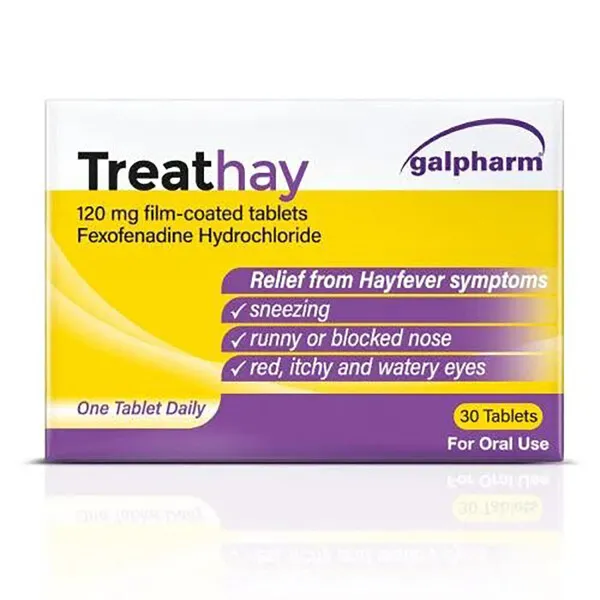 Treathay
galpharm®
120 mg film-coated tablets
Fexofenadine Hydrochloride
Relief from Hayfever symptoms
✓ sneezing
✓ runny or blocked nose
✓ red, itchy and watery eyes
One Tablet Daily
30 Tablets
For Oral Use